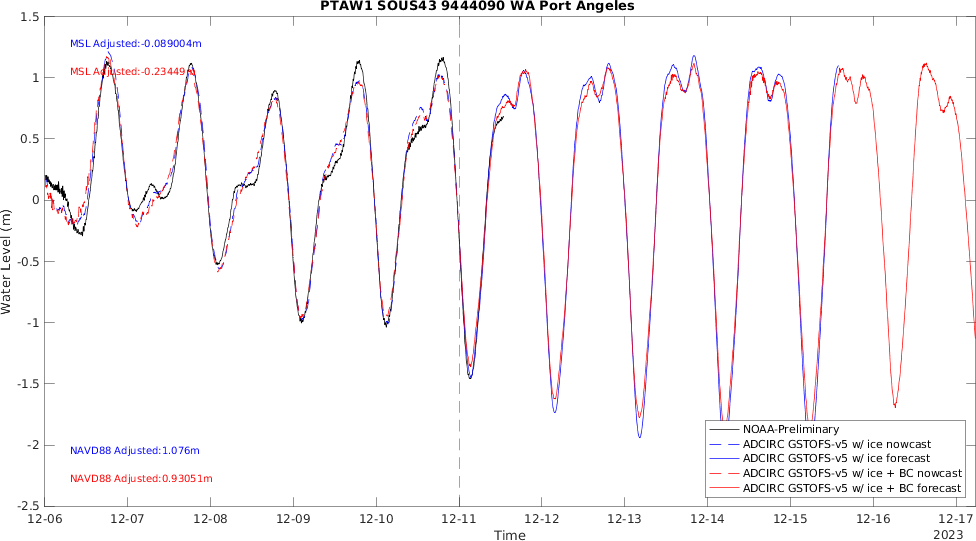 PTAW1 SOUS43 9444090 WA Port Angeles
1.5
1
0.5
0
-0.5
-1
-1.5
-2
-2.5
Water Level (m)
MSL Adjusted:-0.089004m
MSL Adjusted:-0.23449m
NAVD88 Adjusted:1.076m
NAVD88 Adjusted:0.93051m
NOAA-Preliminary
ADCIRC GSTOFS-v5 w/ ice nowcast
ADCIRC GSTOFS-v5 w/ ice forecast
ADCIRC GSTOFS-v5 w/ ice + BC nowcast
ADCIRC GSTOFS-v5 w/ ice + BC forecast
12-06 12-07 12-08 12-09 12-10 12-11 12-12 12-13 12-14 12-15 12-16 12-17
Time
2023